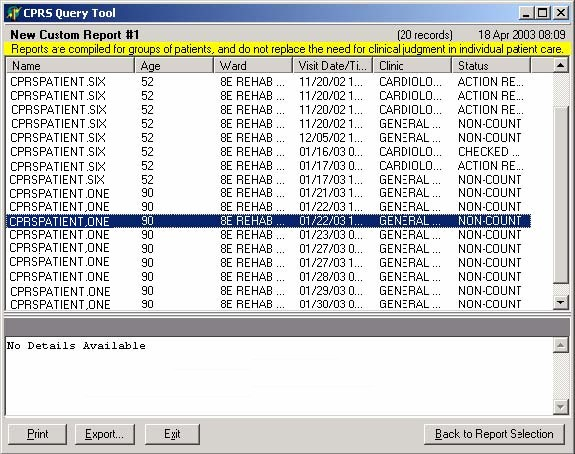 CPRS Query Tool
New Custom Report #1 (20 records) 18 Apr 2003 08:09
Reports are compiled for groups of patients, and do not replace the need for clinical judgment in individual patient care.
Name Age Ward Visit Date/Ti... Clinic Status
CPRSPATIENT,SIX 52 8E REHAB ... 11/20/02 1... CARDIOLO... ACTION RE...
CPRSPATIENT,SIX 52 8E REHAB ... 11/20/02 1... CARDIOLO... ACTION RE...
CPRSPATIENT,SIX 52 8E REHAB ... 11/20/02 1... CARDIOLO... ACTION RE...
CPRSPATIENT,SIX 52 8E REHAB ... 11/20/02 1... GENERAL ... NON-COUNT
CPRSPATIENT,SIX 52 8E REHAB ... 12/05/02 1... GENERAL ... NON-COUNT
CPRSPATIENT,SIX 52 8E REHAB ... 01/16/03 0... CARDIOLO... CHECKED ...
CPRSPATIENT,SIX 52 8E REHAB ... 01/17/03 0... CARDIOLO... ACTION RE...
CPRSPATIENT,SIX 52 8E REHAB ... 01/17/03 1... GENERAL ... NON-COUNT
CPRSPATIENT,ONE 90 8E REHAB ... 01/21/03 1... GENERAL ... NON-COUNT
CPRSPATIENT,ONE 90 8E REHAB ... 01/22/03 1... GENERAL ... NON-COUNT
CPRSPATIENT,ONE 90 8E REHAB ... 01/22/03 1... GENERAL ... NON-COUNT
CPRSPATIENT,ONE 90 8E REHAB ... 01/23/03 0... GENERAL ... NON-COUNT
CPRSPATIENT,ONE 90 8E REHAB ... 01/27/03 0... GENERAL ... NON-COUNT
CPRSPATIENT,ONE 90 8E REHAB ... 01/27/03 0... GENERAL ... NON-COUNT
CPRSPATIENT,ONE 90 8E REHAB ... 01/28/03 0... GENERAL ... NON-COUNT
CPRSPATIENT,ONE 90 8E REHAB ... 01/29/03 0... GENERAL ... NON-COUNT
CPRSPATIENT,ONE 90 8E REHAB ... 01/30/03 0... GENERAL ... NON-COUNT
No Details Available
Print Export... Exit Back to Report Selection